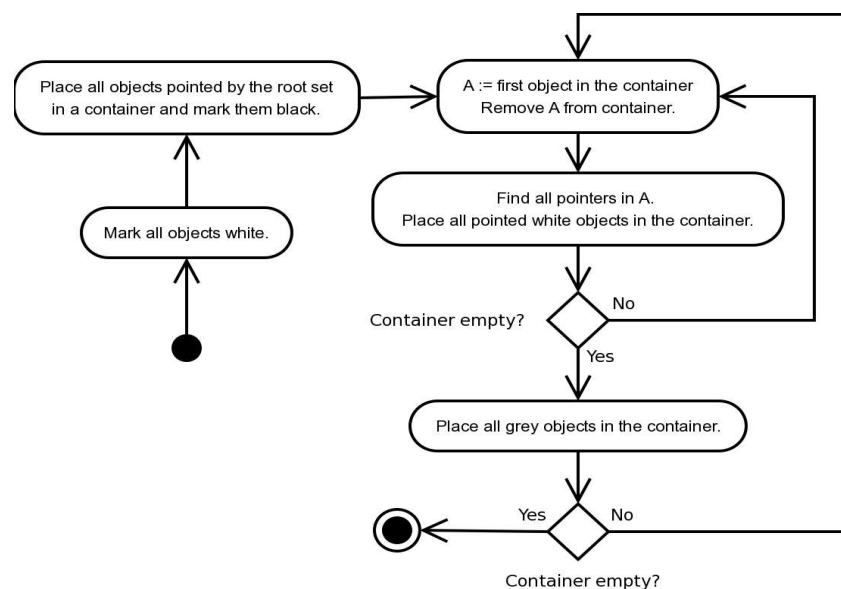 Place all objects pointed by the root set
in a container and mark them black.
A := first object in the container
Remove A from container.
Find all pointers in A.
Place all pointed white objects in the container.
Mark all objects white.
No
Container empty?
Yes
Place all grey objects in the container.
Yes
No
Container empty?